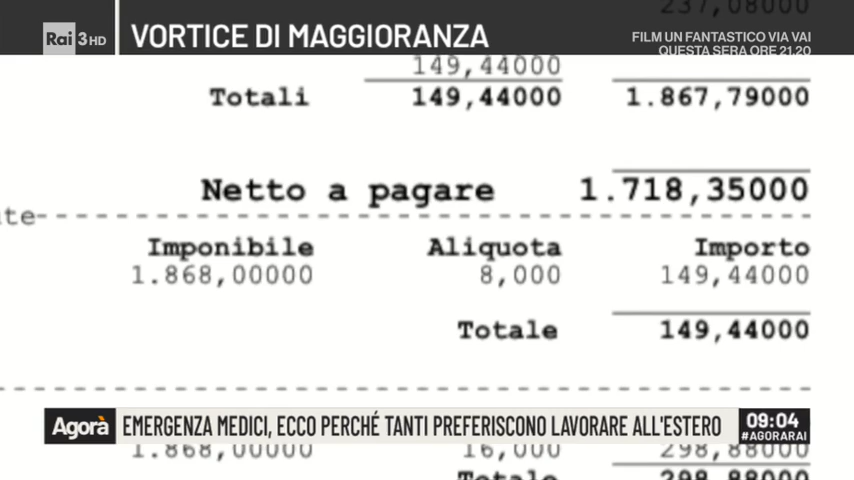 237,08000
Rai 3HD
VORTICE DI MAGGIORANZA
FILM UN FANTASTICO VIA VAI
QUESTA SERA ORE 21.20
149,44000
Totali 149,44000 1.867,79000
Netto a pagare 1.718,35000
Imponibile Aliquota Importo
1.868,00000 8,000 149,44000
Totale 149,44000
Agorà
EMERGENZA MEDICI, ECCO PERCHÉ TANTI PREFERISCONO LAVORARE ALL'ESTERO
09:04
#AGORARAI
1.868,00000 16,000 298,88000
Totale 298,88000